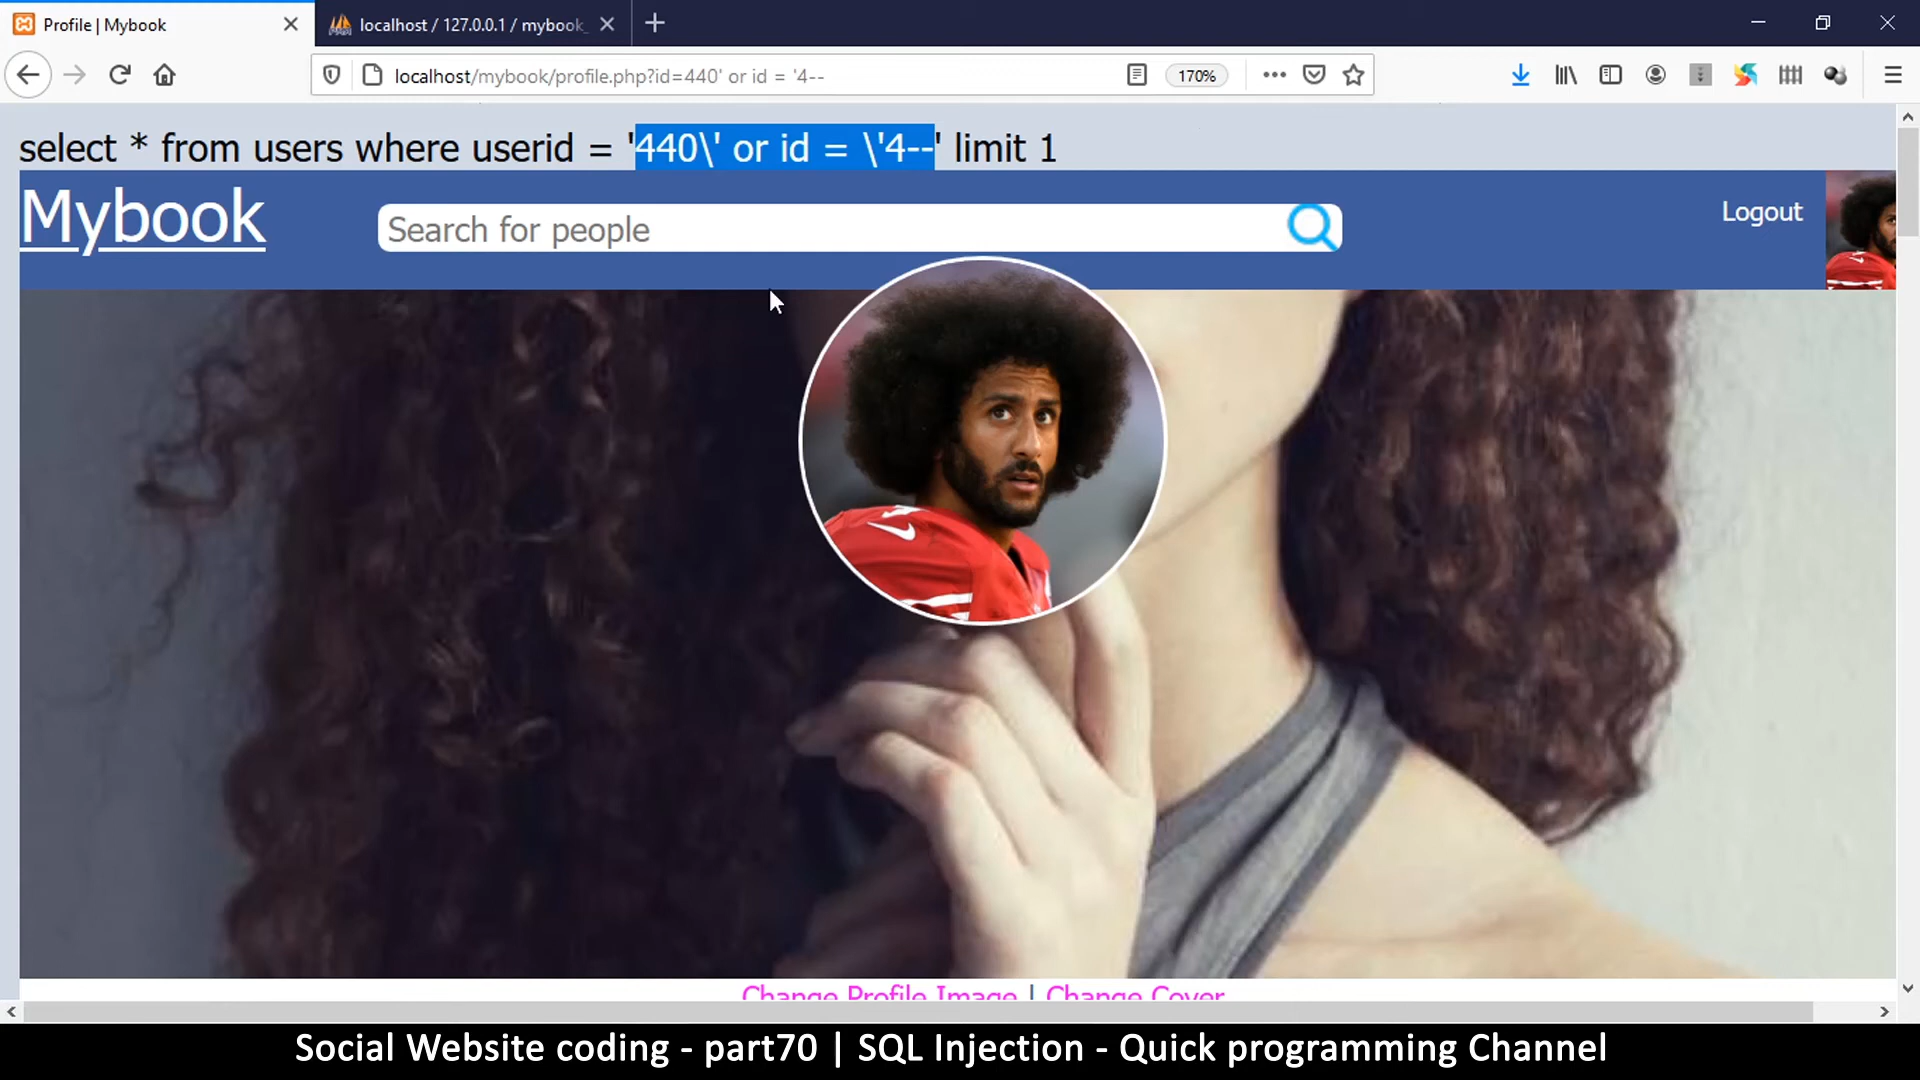 Profile | Mybook
localhost / 127.0.0.1 / mybook_
localhost/mybook/profile.php?id=440' or id = '4--
170%
select * from users where userid = '440\' or id = \'4--' limit 1
Mybook
Search for people
Logout
Change Profile Image | Change Cover
Social Website coding - part70 | SQL Injection - Quick programming Channel